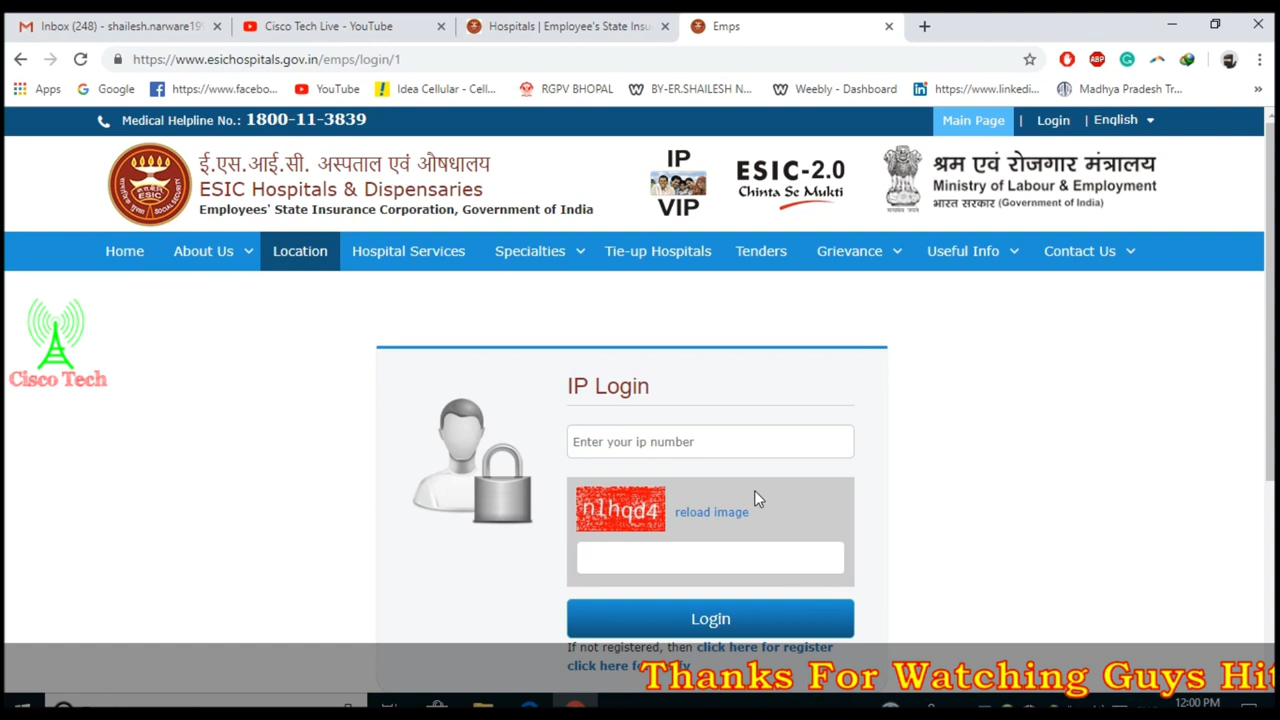 Inbox (248) - shailesh.narware199
Cisco Tech Live - YouTube
Hospitals | Employee's State Insu
Emps
https://www.esichospitals.gov.in/emps/login/1
Apps
Google
https://www.facebo...
YouTube
Idea Cellular - Cell...
RGPV BHOPAL
BY-ER.SHAILESH N...
Weebly - Dashboard
https://www.linkedi...
Madhya Pradesh Tr...
Medical Helpline No.: 1800-11-3839
Main Page | Login | English
ई.एस.आई.सी. अस्पताल एवं औषधालय
ESIC Hospitals & Dispensaries
Employees' State Insurance Corporation, Government of India
ESIC
IP
VIP
ESIC-2.0
Chinta Se Mukti
श्रम एवं रोजगार मंत्रालय
Ministry of Labour & Employment
भारत सरकार (Government of India)
Home
About Us
Location
Hospital Services
Specialties
Tie-up Hospitals
Tenders
Grievance
Useful Info
Contact Us
Cisco Tech
IP Login
Enter your ip number
nlhqd4
reload image
Login
If not registered, then click here for register
click here fo
Thanks For Watching Guys Hit
12:00 PM